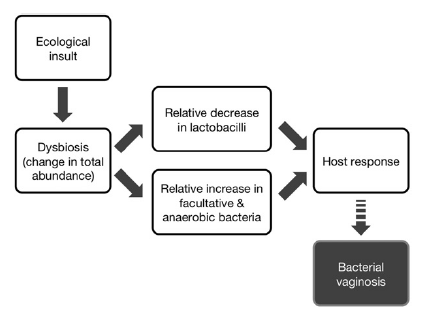 Ecological
insult
Dysbiosis
(change in total
abundance)
Relative decrease
in lactobacilli
Relative increase in
facultative &
anaerobic bacteria
Host response
Bacterial
vaginosis